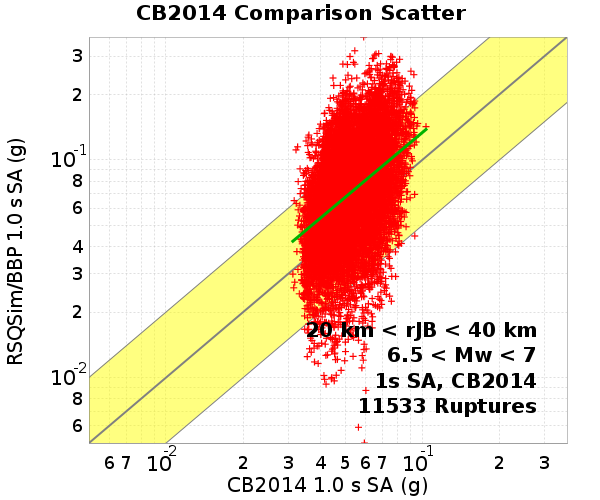 CB2014 Comparison Scatter
RSQSim/BBP 1.0 s SA (g)
3
2
10-1
8
6
4
3
2
10-2
8
6
20 km < rJB < 40 km
6.5 < Mw < 7
1s SA, CB2014
11533 Ruptures
6 7 10-2 2 3 4 5 6 7 10-1 2 3
CB2014 1.0 s SA (g)